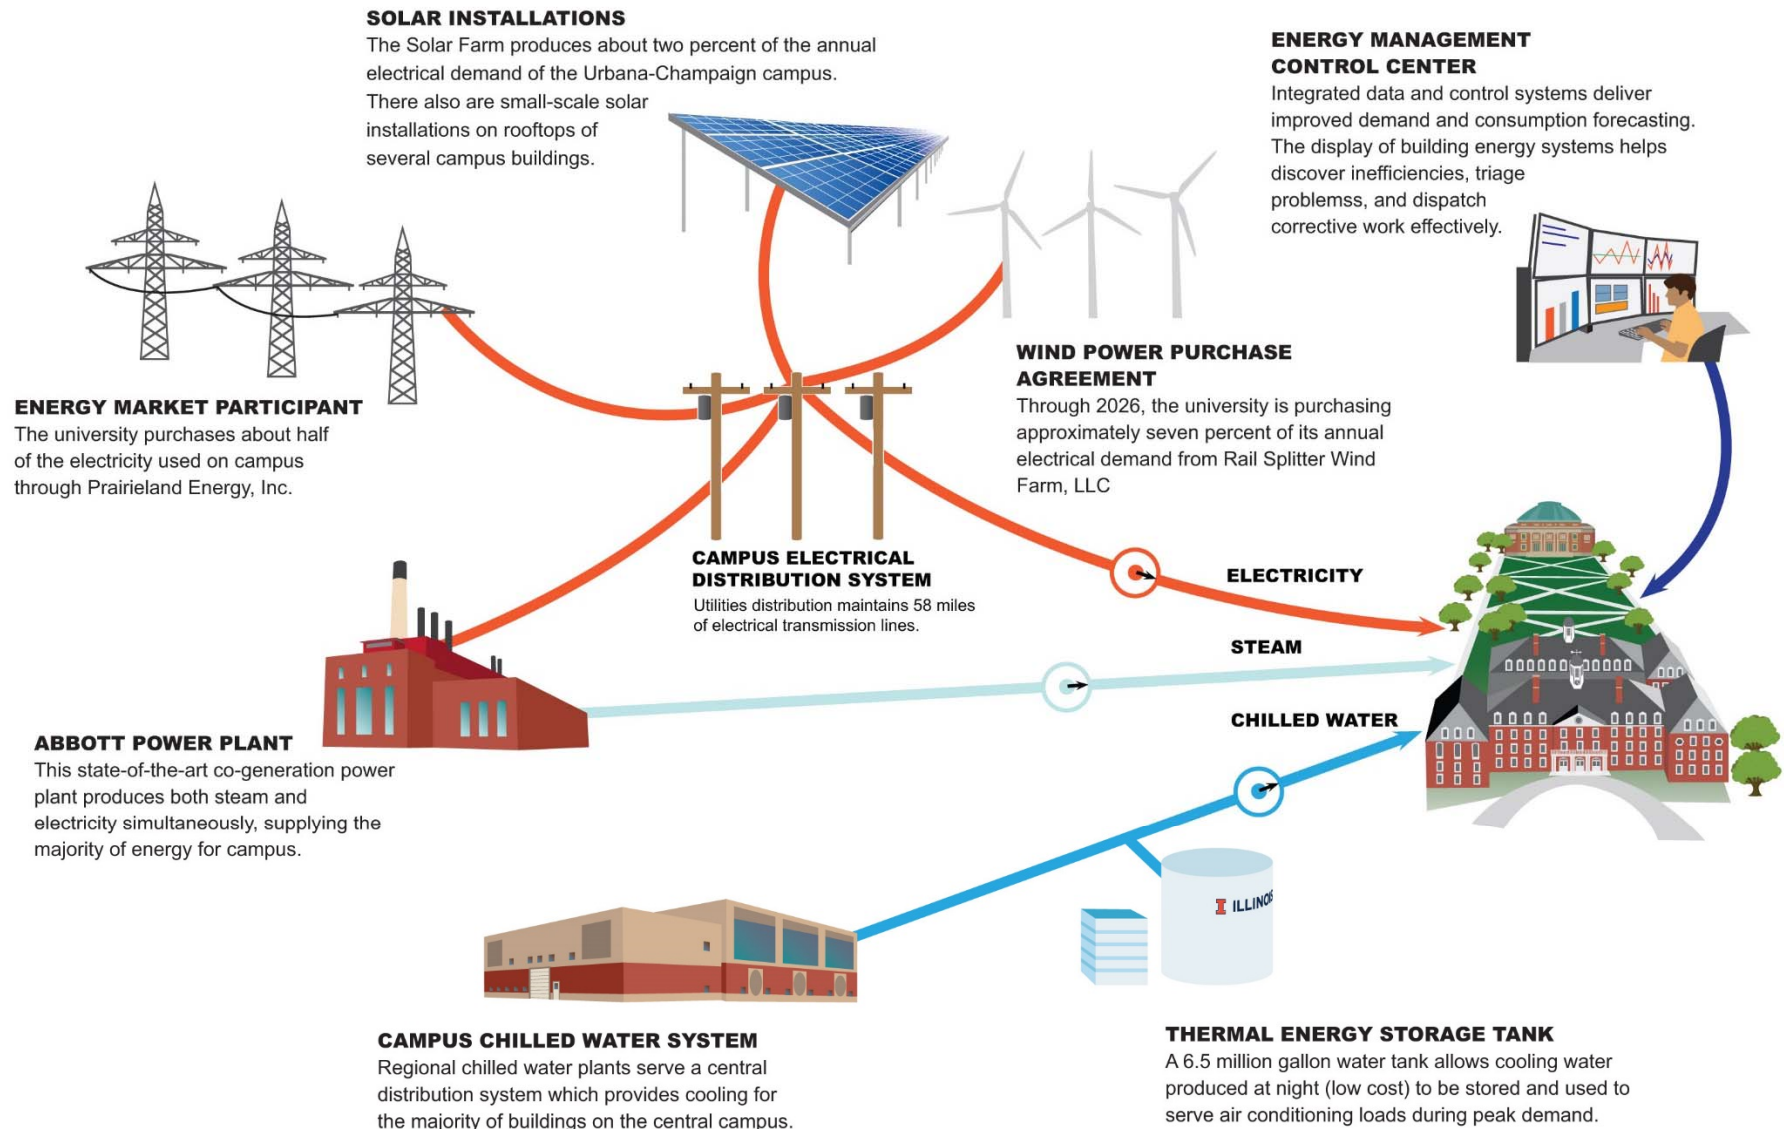 SOLAR INSTALLATIONS
The Solar Farm produces about two percent of the annual
electrical demand of the Urbana-Champaign campus.
There also are small-scale solar
installations on rooftops of
several campus buildings.
ENERGY MANAGEMENT
CONTROL CENTER
Integrated data and control systems deliver
improved demand and consumption forecasting.
The display of building energy systems helps
discover inefficiencies, triage
problemss, and dispatch
corrective work effectively.
ENERGY MARKET PARTICIPANT
The university purchases about half
of the electricity used on campus
through Prairieland Energy, Inc.
WIND POWER PURCHASE
AGREEMENT
Through 2026, the university is purchasing
approximately seven percent of its annual
electrical demand from Rail Splitter Wind
Farm, LLC
CAMPUS ELECTRICAL
DISTRIBUTION SYSTEM
Utilities distribution maintains 58 miles
of electrical transmission lines.
ELECTRICITY
STEAM
CHILLED WATER
ABBOTT POWER PLANT
This state-of-the-art co-generation power
plant produces both steam and
electricity simultaneously, supplying the
majority of energy for campus.
I ILLINOIS
CAMPUS CHILLED WATER SYSTEM
Regional chilled water plants serve a central
distribution system which provides cooling for
the majority of buildings on the central campus.
THERMAL ENERGY STORAGE TANK
A 6.5 million gallon water tank allows cooling water
produced at night (low cost) to be stored and used to
serve air conditioning loads during peak demand.